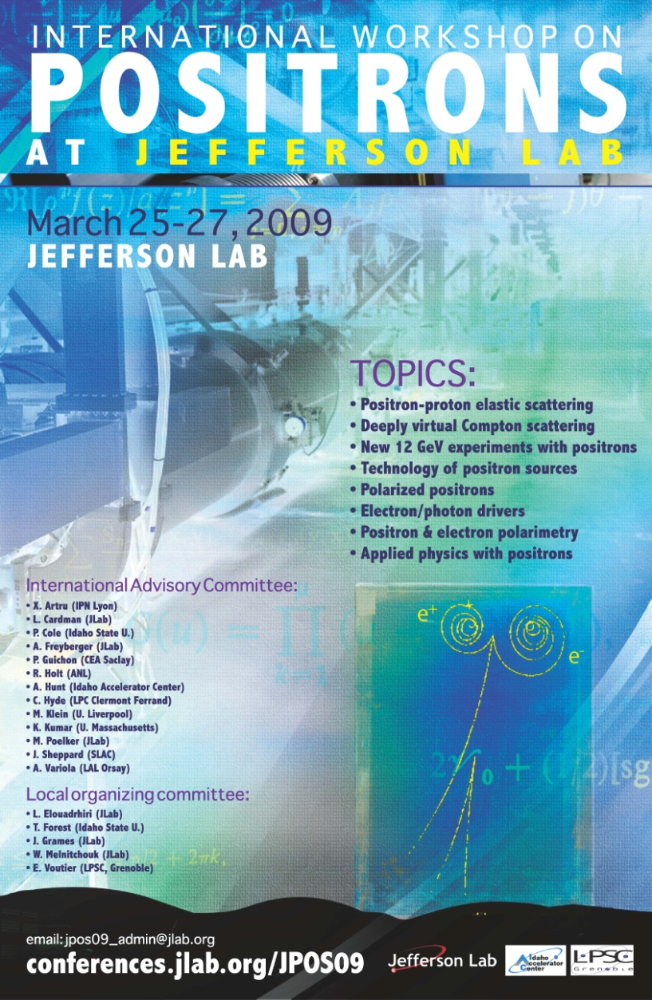 INTERNATIONAL WORKSHOP ON
POSITRONS
AT JEFFERSON LAB
March 25-27, 2009
JEFFERSON LAB
TOPICS:
• Positron-proton elastic scattering
• Deeply virtual Compton scattering
• New 12 GeV experiments with positrons
• Technology of positron sources
• Polarized positrons
• Electron/photon drivers
• Positron & electron polarimetry
• Applied physics with positrons
International Advisory Committee:
• X. Artru (IPN Lyon)
• L. Cardman (JLab)
• P. Cole (Idaho State U.)
• A. Freyberger (JLab)
• P. Guichon (CEA Saclay)
• R. Holt (ANL)
• A. Hunt (Idaho Accelerator Center)
• C. Hyde (LPC Clermont Ferrand)
• M. Klein (U. Liverpool)
• K. Kumar (U. Massachusetts)
• M. Poelker (JLab)
• J. Sheppard (SLAC)
• A. Variola (LAL Orsay)
Local organizing committee:
• L. Elouadrhiri (JLab)
• T. Forest (Idaho State U.)
• J. Grames (JLab)
• W. Melnitchouk (JLab)
• E. Voutier (LPSC, Grenoble)
e+
e-
k=1
+ 2πk,
email: jpos09_admin@jlab.org
conferences.jlab.org/JPOS09
Jefferson Lab
Idaho
Accelerator
Center
LPSC
Grenoble